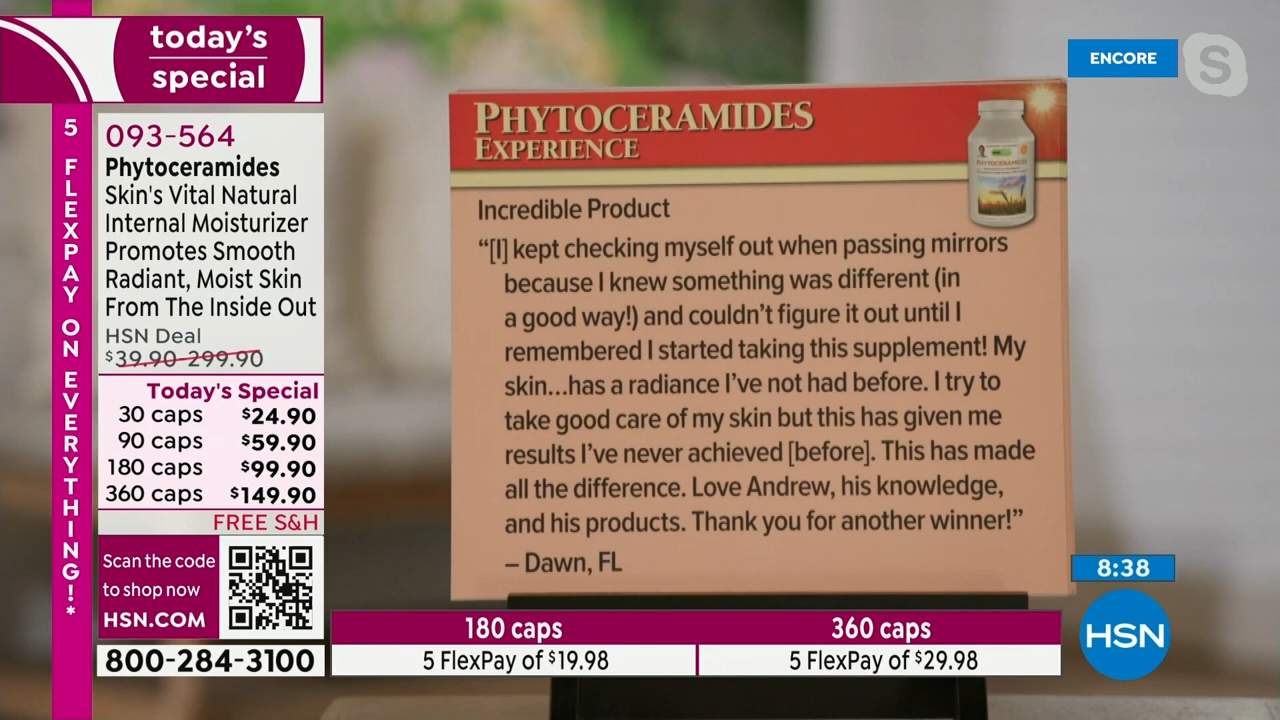 today's
special
5 FLEXPAY ON EVERYTHING!*
093-564
Phytoceramides
Skin's Vital Natural
Internal Moisturizer
Promotes Smooth
Radiant, Moist Skin
From The Inside Out
HSN Deal
$39.90-299.90
Today's Special
30 caps $24.90
90 caps $59.90
180 caps $99.90
360 caps $149.90
FREE S&H
Scan the code
to shop now
HSN.COM
800-284-3100
ENCORE
S
PHYTOCERAMIDES
EXPERIENCE
PHYTOCERAMIDES
Incredible Product
“[I] kept checking myself out when passing mirrors
because I knew something was different (in
a good way!) and couldn’t figure it out until I
remembered I started taking this supplement! My
skin...has a radiance I’ve not had before. I try to
take good care of my skin but this has given me
results I’ve never achieved [before]. This has made
all the difference. Love Andrew, his knowledge,
and his products. Thank you for another winner!”
– Dawn, FL
8:38
HSN
180 caps
5 FlexPay of $19.98
360 caps
5 FlexPay of $29.98